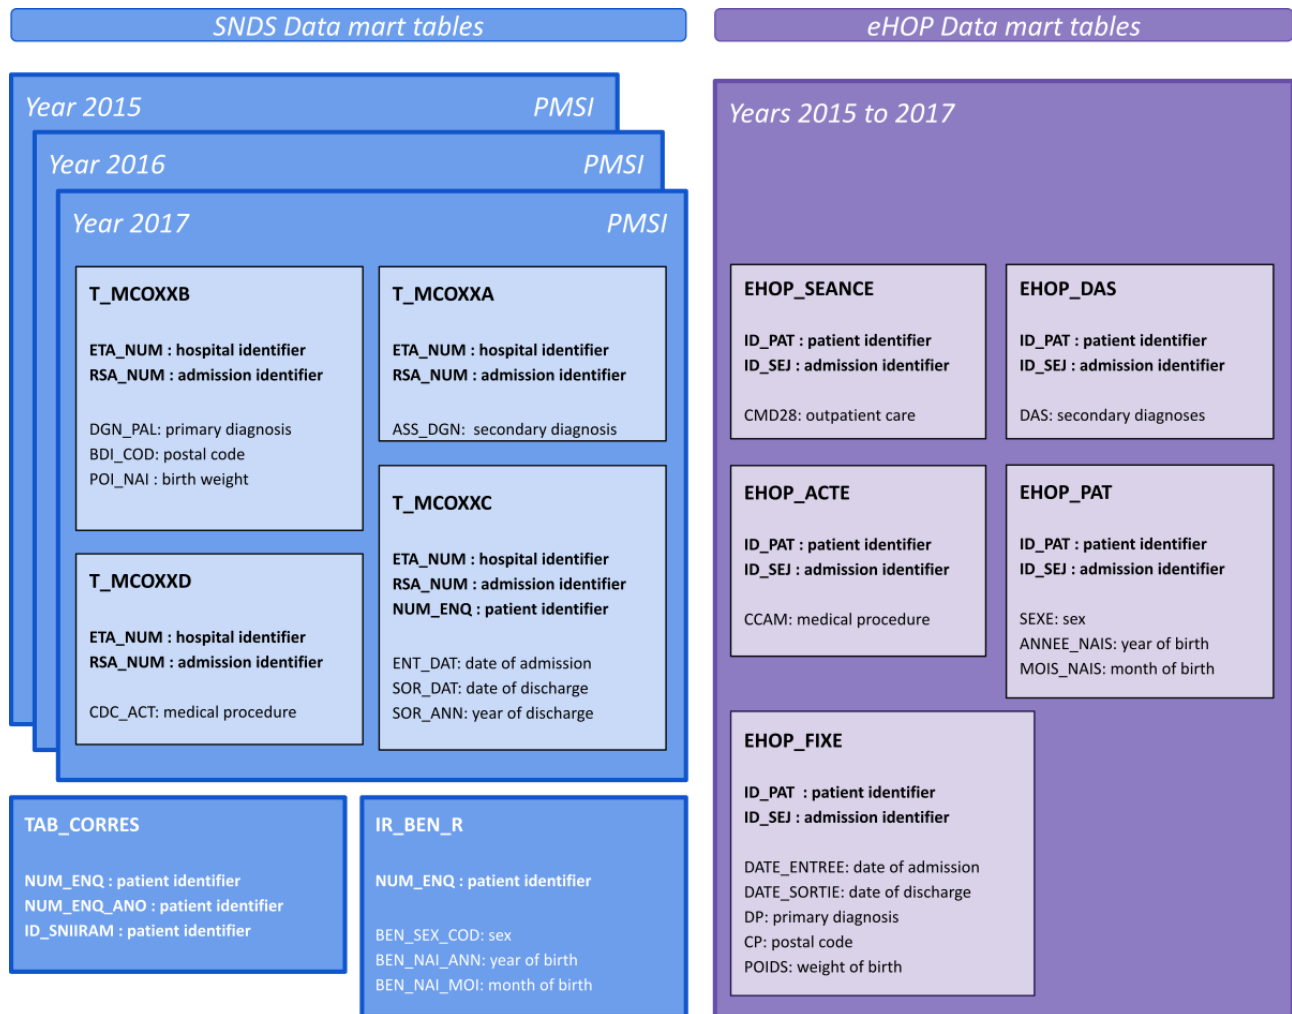 SNDS Data mart tables
Year 2015 PMSI
Year 2016 PMSI
Year 2017 PMSI
T_MCOXXB
ETA_NUM : hospital identifier
RSA_NUM : admission identifier
DGN_PAL: primary diagnosis
BDI_COD: postal code
POI_NAI : birth weight
T_MCOXXA
ETA_NUM : hospital identifier
RSA_NUM : admission identifier
ASS_DGN:  secondary diagnosis
T_MCOXXD
ETA_NUM : hospital identifier
RSA_NUM : admission identifier
CDC_ACT: medical procedure
T_MCOXXC
ETA_NUM : hospital identifier
RSA_NUM : admission identifier
NUM_ENQ : patient identifier
ENT_DAT: date of admission
SOR_DAT: date of discharge
SOR_ANN: year of discharge
TAB_CORRES
NUM_ENQ : patient identifier
NUM_ENQ_ANO : patient identifier
ID_SNIIRAM : patient identifier
IR_BEN_R
NUM_ENQ : patient identifier
BEN_SEX_COD: sex
BEN_NAI_ANN: year of birth
BEN_NAI_MOI: month of birth
eHOP Data mart tables
Years 2015 to 2017
EHOP_SEANCE
ID_PAT : patient identifier
ID_SEJ : admission identifier
CMD28: outpatient care
EHOP_DAS
ID_PAT : patient identifier
ID_SEJ : admission identifier
DAS: secondary diagnoses
EHOP_ACTE
ID_PAT : patient identifier
ID_SEJ : admission identifier
CCAM: medical procedure
EHOP_PAT
ID_PAT : patient identifier
ID_SEJ : admission identifier
SEXE: sex
ANNEE_NAIS: year of birth
MOIS_NAIS: month of birth
EHOP_FIXE
ID_PAT  : patient identifier
ID_SEJ : admission identifier
DATE_ENTREE: date of admission
DATE_SORTIE: date of discharge
DP: primary diagnosis
CP: postal code
POIDS: weight of birth